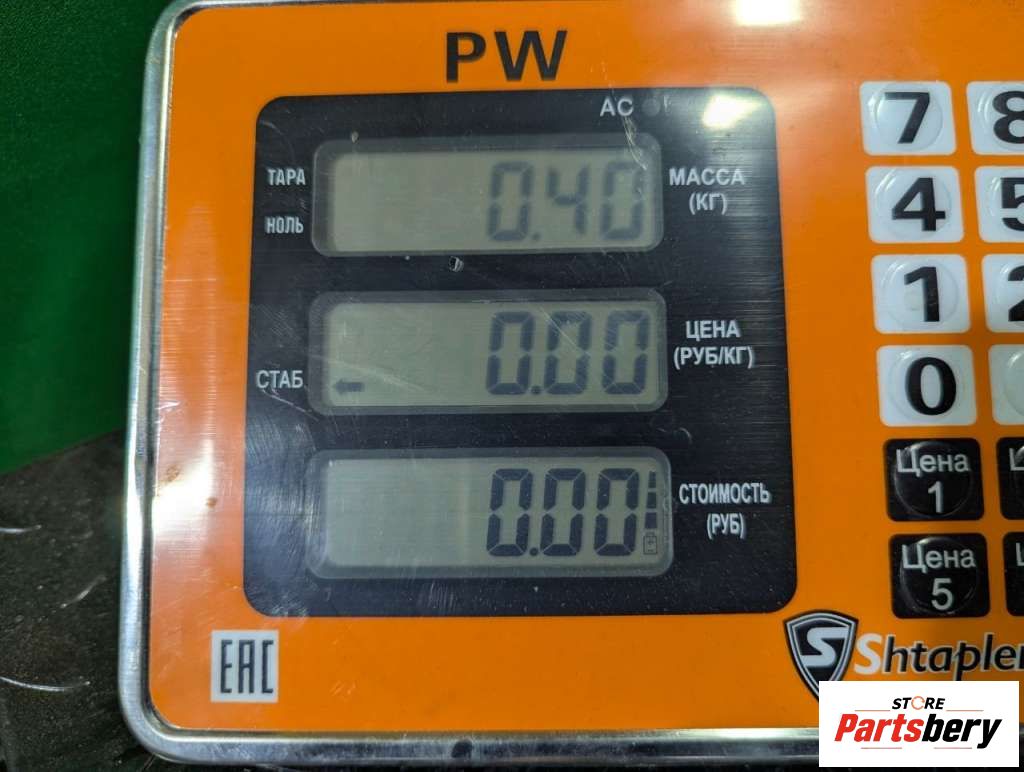 PW
AC
ТАРА
НОЛЬ
0.40
МАССА
(КГ)
СТАБ
0.00
ЦЕНА
(РУБ/КГ)
0.00
СТОИМОСТЬ
(РУБ)
7 8
4 5
1 2
0
Цена
1
Цена
5
EAC
Shtapler
STORE
Partsbery